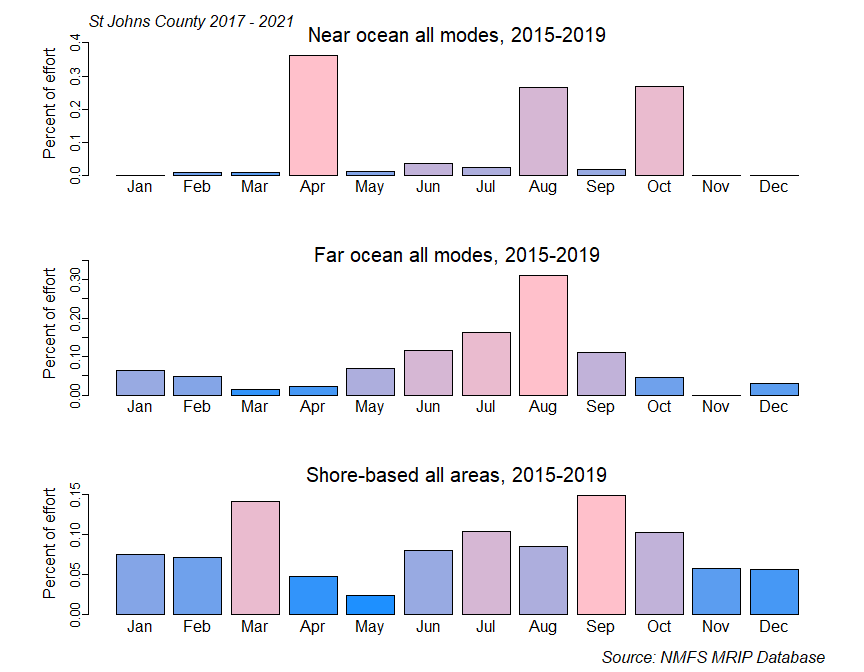 St Johns County 2017 - 2021
Near ocean all modes, 2015-2019
Percent of effort
0.0 0.1 0.2 0.3 0.4
Jan Feb Mar Apr May Jun Jul Aug Sep Oct Nov Dec
Far ocean all modes, 2015-2019
Percent of effort
0.00 0.10 0.20 0.30
Jan Feb Mar Apr May Jun Jul Aug Sep Oct Nov Dec
Shore-based all areas, 2015-2019
Percent of effort
0.00 0.05 0.10 0.15
Jan Feb Mar Apr May Jun Jul Aug Sep Oct Nov Dec
Source: NMFS MRIP Database